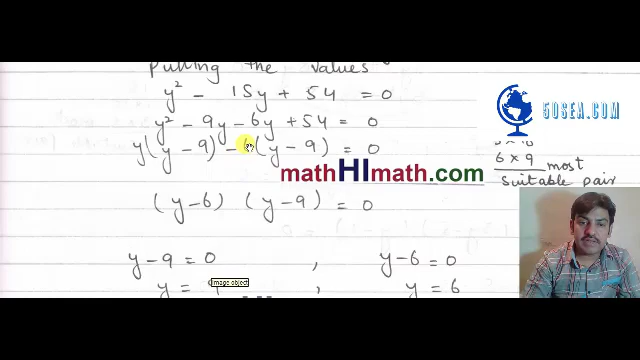 Putting the values
y² - 15y + 54 = 0
y² - 9y - 6y + 54 = 0
y(y - 9) - 6(y - 9) = 0
(y - 6) (y - 9) = 0
y - 9 = 0 , y - 6 = 0
y = 9 , y = 6
Image object
mathHImath.com
50SEA.COM
6 × 9 most
suitable pair